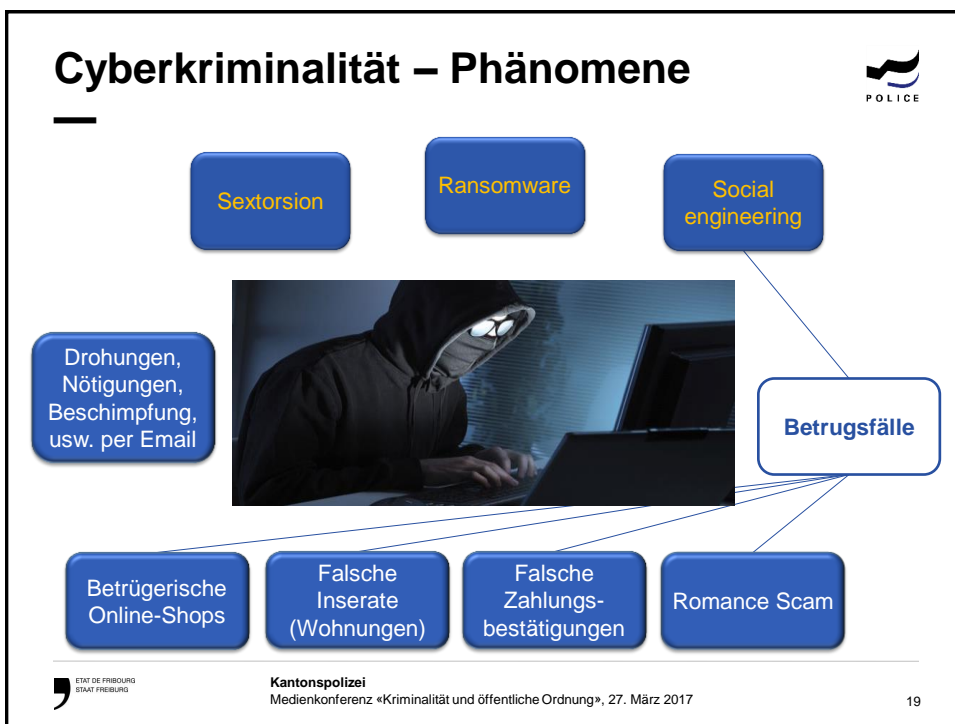 Cyberkriminalität – Phänomene
POLICE
Sextorsion
Ransomware
Social
engineering
Drohungen,
Nötigungen,
Beschimpfung,
usw. per Email
Betrugsfälle
Betrügerische
Online-Shops
Falsche
Inserate
(Wohnungen)
Falsche
Zahlungs-
bestätigungen
Romance Scam
ETAT DE FRIBOURG
STAAT FREIBURG
Kantonspolizei
Medienkonferenz «Kriminalität und öffentliche Ordnung», 27. März 2017
19